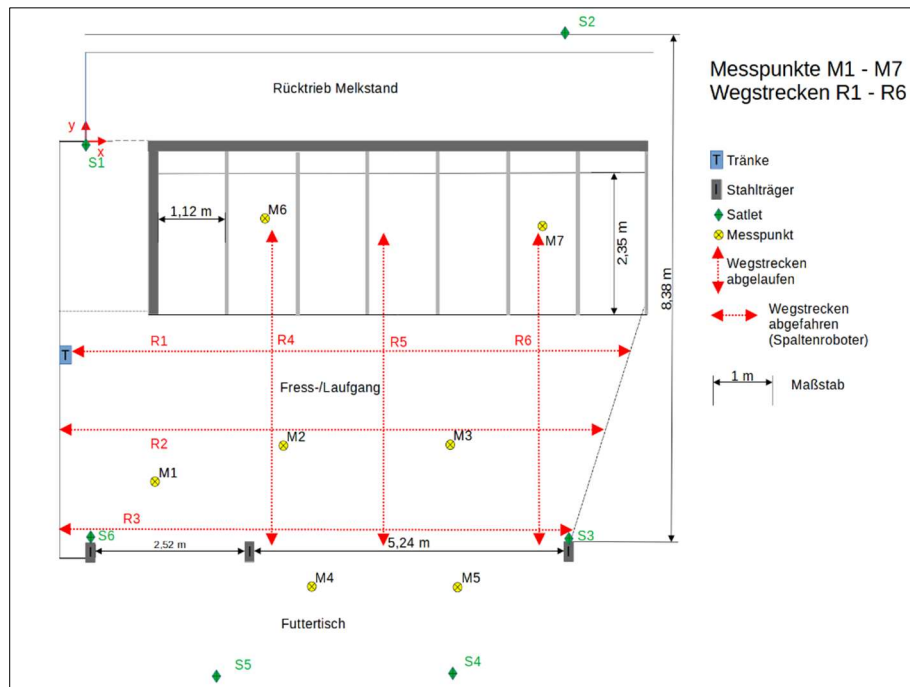 S2
Messpunkte M1 - M7
Wegstrecken R1 - R6
Rücktrieb Melkstand
y
x
S1
T Tränke
I Stahlträger
Satlet
Messpunkt
Wegstrecken
abgelaufen
Wegstrecken
abgefahren
(Spaltenroboter)
1 m
Maßstab
1,12 m
M6
M7
2,35 m
8,38 m
R1
R4
R5
R6
T
Fress-/Laufgang
R2
M2
M3
M1
R3
S6
S3
I
2,52 m
I
5,24 m
I
M4
M5
Futtertisch
S5
S4